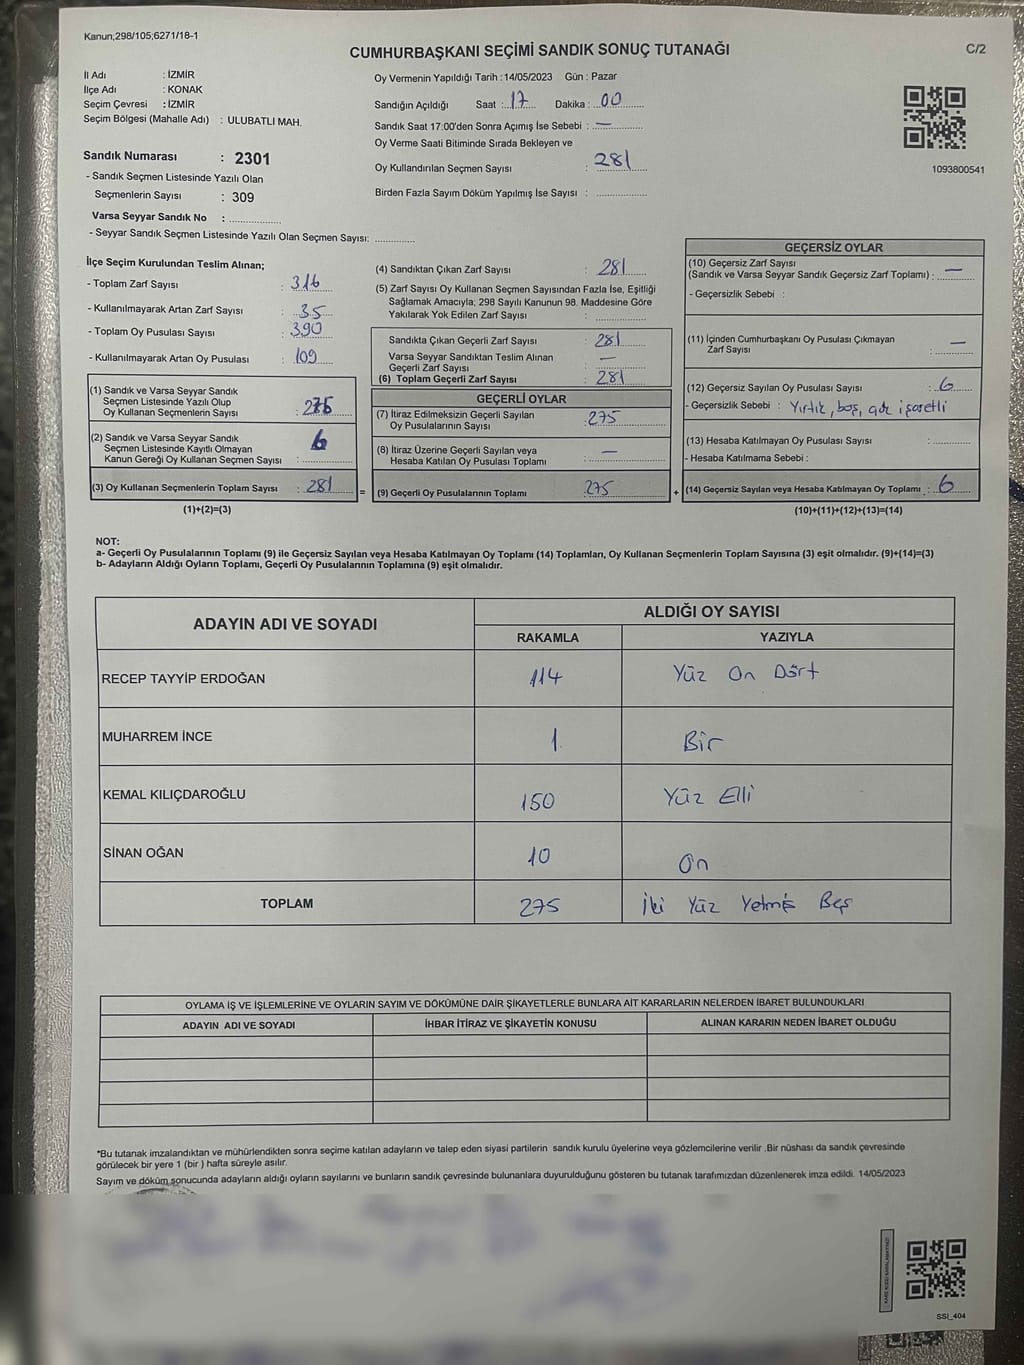 Kanun;298/105;6271/18-1
CUMHURBAŞKANI SEÇİMİ SANDIK SONUÇ TUTANAĞI
C/2
İl Adı : İZMİR
İlçe Adı : KONAK
Seçim Çevresi : İZMİR
Seçim Bölgesi (Mahalle Adı) : ULUBATLI MAH.
Sandık Numarası : 2301
- Sandık Seçmen Listesinde Yazılı Olan
Seçmenlerin Sayısı : 309
Varsa Seyyar Sandık No :
- Seyyar Sandık Seçmen Listesinde Yazılı Olan Seçmen Sayısı:
Oy Vermenin Yapıldığı Tarih : 14/05/2023 Gün : Pazar
Sandığın Açıldığı Saat : 17 Dakika : 00
Sandık Saat 17:00'den Sonra Açımış İse Sebebi : —
Oy Verme Saati Bitiminde Sırada Bekleyen ve
Oy Kullandırılan Seçmen Sayısı : 281
Birden Fazla Sayım Döküm Yapılmış İse Sayısı :
1093800541
İlçe Seçim Kurulundan Teslim Alınan;
- Toplam Zarf Sayısı : 316
- Kullanılmayarak Artan Zarf Sayısı : 35
- Toplam Oy Pusulası Sayısı : 390
- Kullanılmayarak Artan Oy Pusulası : 109
(1) Sandık ve Varsa Seyyar Sandık
Seçmen Listesinde Yazılı Olup
Oy Kullanan Seçmenlerin Sayısı :
(2) Sandık ve Varsa Seyyar Sandık
Seçmen Listesinde Kayıtlı Olmayan
Kanun Gereği Oy Kullanan Seçmen Sayısı : 6
(3) Oy Kullanan Seçmenlerin Toplam Sayısı : 281
(1)+(2)=(3)
(4) Sandıktan Çıkan Zarf Sayısı : 281
(5) Zarf Sayısı Oy Kullanan Seçmen Sayısından Fazla İse, Eşitliği
Sağlamak Amacıyla; 298 Sayılı Kanunun 98. Maddesine Göre
Yakılarak Yok Edilen Zarf Sayısı :
Sandıkta Çıkan Geçerli Zarf Sayısı : 281
Varsa Seyyar Sandıktan Teslim Alınan
Geçerli Zarf Sayısı : —
(6) Toplam Geçerli Zarf Sayısı : 281
GEÇERLİ OYLAR
(7) İtiraz Edilmeksizin Geçerli Sayılan
Oy Pusulalarının Sayısı : 275
(8) İtiraz Üzerine Geçerli Sayılan veya
Hesaba Katılan Oy Pusulası Toplamı : —
= (9) Geçerli Oy Pusulalarının Toplamı : 275
GEÇERSİZ OYLAR
(10) Geçersiz Zarf Sayısı
(Sandık ve Varsa Seyyar Sandık Geçersiz Zarf Toplamı) : —
- Geçersizlik Sebebi :
(11) İçinden Cumhurbaşkanı Oy Pusulası Çıkmayan
Zarf Sayısı : —
(12) Geçersiz Sayılan Oy Pusulası Sayısı : 6
- Geçersizlik Sebebi : Yırtık, boş, çok işaretli
(13) Hesaba Katılmayan Oy Pusulası Sayısı :
- Hesaba Katılmama Sebebi :
+ (14) Geçersiz Sayılan veya Hesaba Katılmayan Oy Toplamı : 6
(10)+(11)+(12)+(13)=(14)
NOT:
a- Geçerli Oy Pusulalarının Toplamı (9) ile Geçersiz Sayılan veya Hesaba Katılmayan Oy Toplamı (14) Toplamları, Oy Kullanan Seçmenlerin Toplam Sayısına (3) eşit olmalıdır. (9)+(14)=(3)
b- Adayların Aldığı Oyların Toplamı, Geçerli Oy Pusulalarının Toplamına (9) eşit olmalıdır.
ADAYIN ADI VE SOYADI
ALDIĞI OY SAYISI
RAKAMLA YAZIYLA
RECEP TAYYİP ERDOĞAN 114 Yüz On Dört
MUHARREM İNCE 1 Bir
KEMAL KILIÇDAROĞLU 150 Yüz Elli
SİNAN OĞAN 10 On
TOPLAM 275 İki Yüz Yetmiş Beş
OYLAMA İŞ VE İŞLEMLERİNE VE OYLARIN SAYIM VE DÖKÜMÜNE DAİR ŞİKAYETLERLE BUNLARA AİT KARARLARIN NELERDEN İBARET BULUNDUKLARI
ADAYIN ADI VE SOYADI İHBAR İTİRAZ VE ŞİKAYETİN KONUSU ALINAN KARARIN NEDEN İBARET OLDUĞU
*Bu tutanak imzalandıktan ve mühürlendikten sonra seçime katılan adayların ve talep eden siyasi partilerin sandık kurulu üyelerine veya gözlemcilerine verilir .Bir nüshası da sandık çevresinde
görülecek bir yere 1 (bir ) hafta süreyle asılır.
Sayım ve döküm sonucunda adayların aldığı oyların sayılarını ve bunların sandık çevresinde bulunanlara duyurulduğunu gösteren bu tutanak tarafımızdan düzenlenerek imza edildi. 14/05/2023
SSI_404